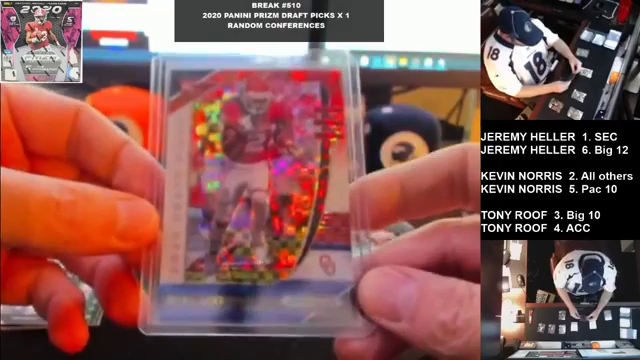 BREAK #510
2020 PANINI PRIZM DRAFT PICKS X 1
RANDOM CONFERENCES
2020
JEREMY HELLER 1. SEC
JEREMY HELLER 6. Big 12
KEVIN NORRIS 2. All others
KEVIN NORRIS 5. Pac 10
TONY ROOF 3. Big 10
TONY ROOF 4. ACC
18
18